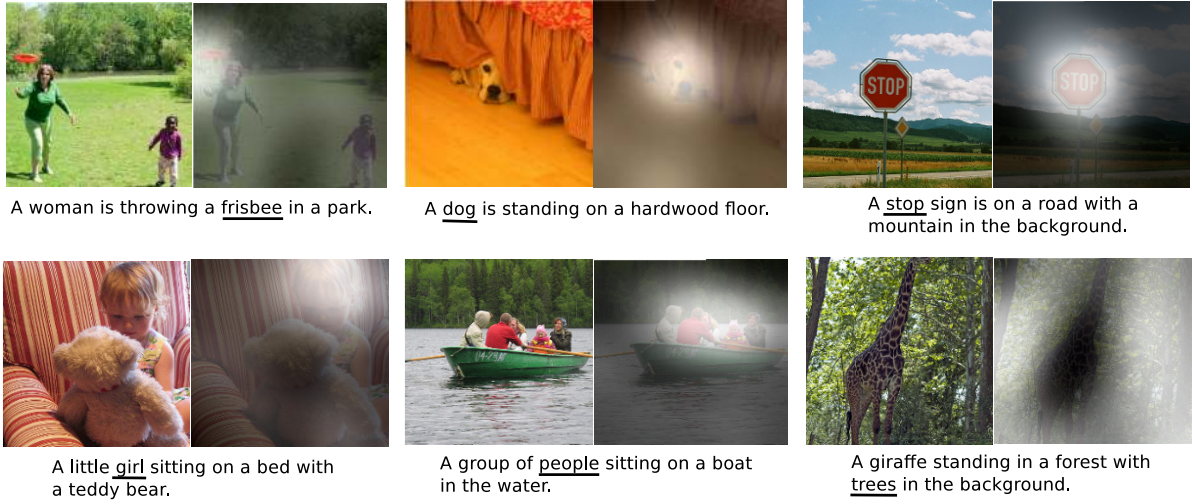 STOP
STOP
A woman is throwing a frisbee in a park.
A dog is standing on a hardwood floor.
A stop sign is on a road with a
mountain in the background.
A little girl sitting on a bed with
a teddy bear.
A group of people sitting on a boat
in the water.
A giraffe standing in a forest with
trees in the background.